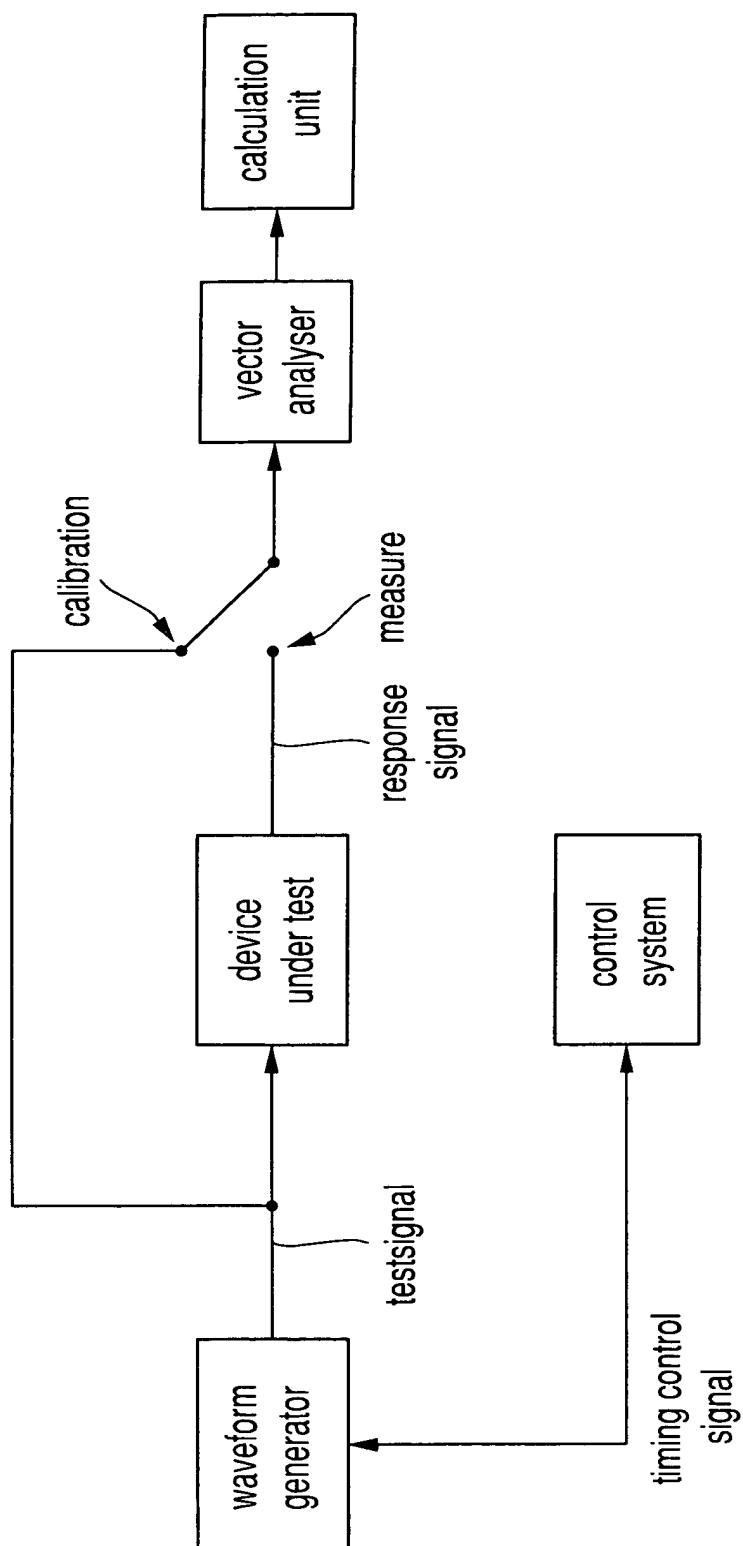 calibration
waveform
generator
testsignal
device
under test
response
signal
measure
vector
analyser
calculation
unit
timing control
signal
control
system